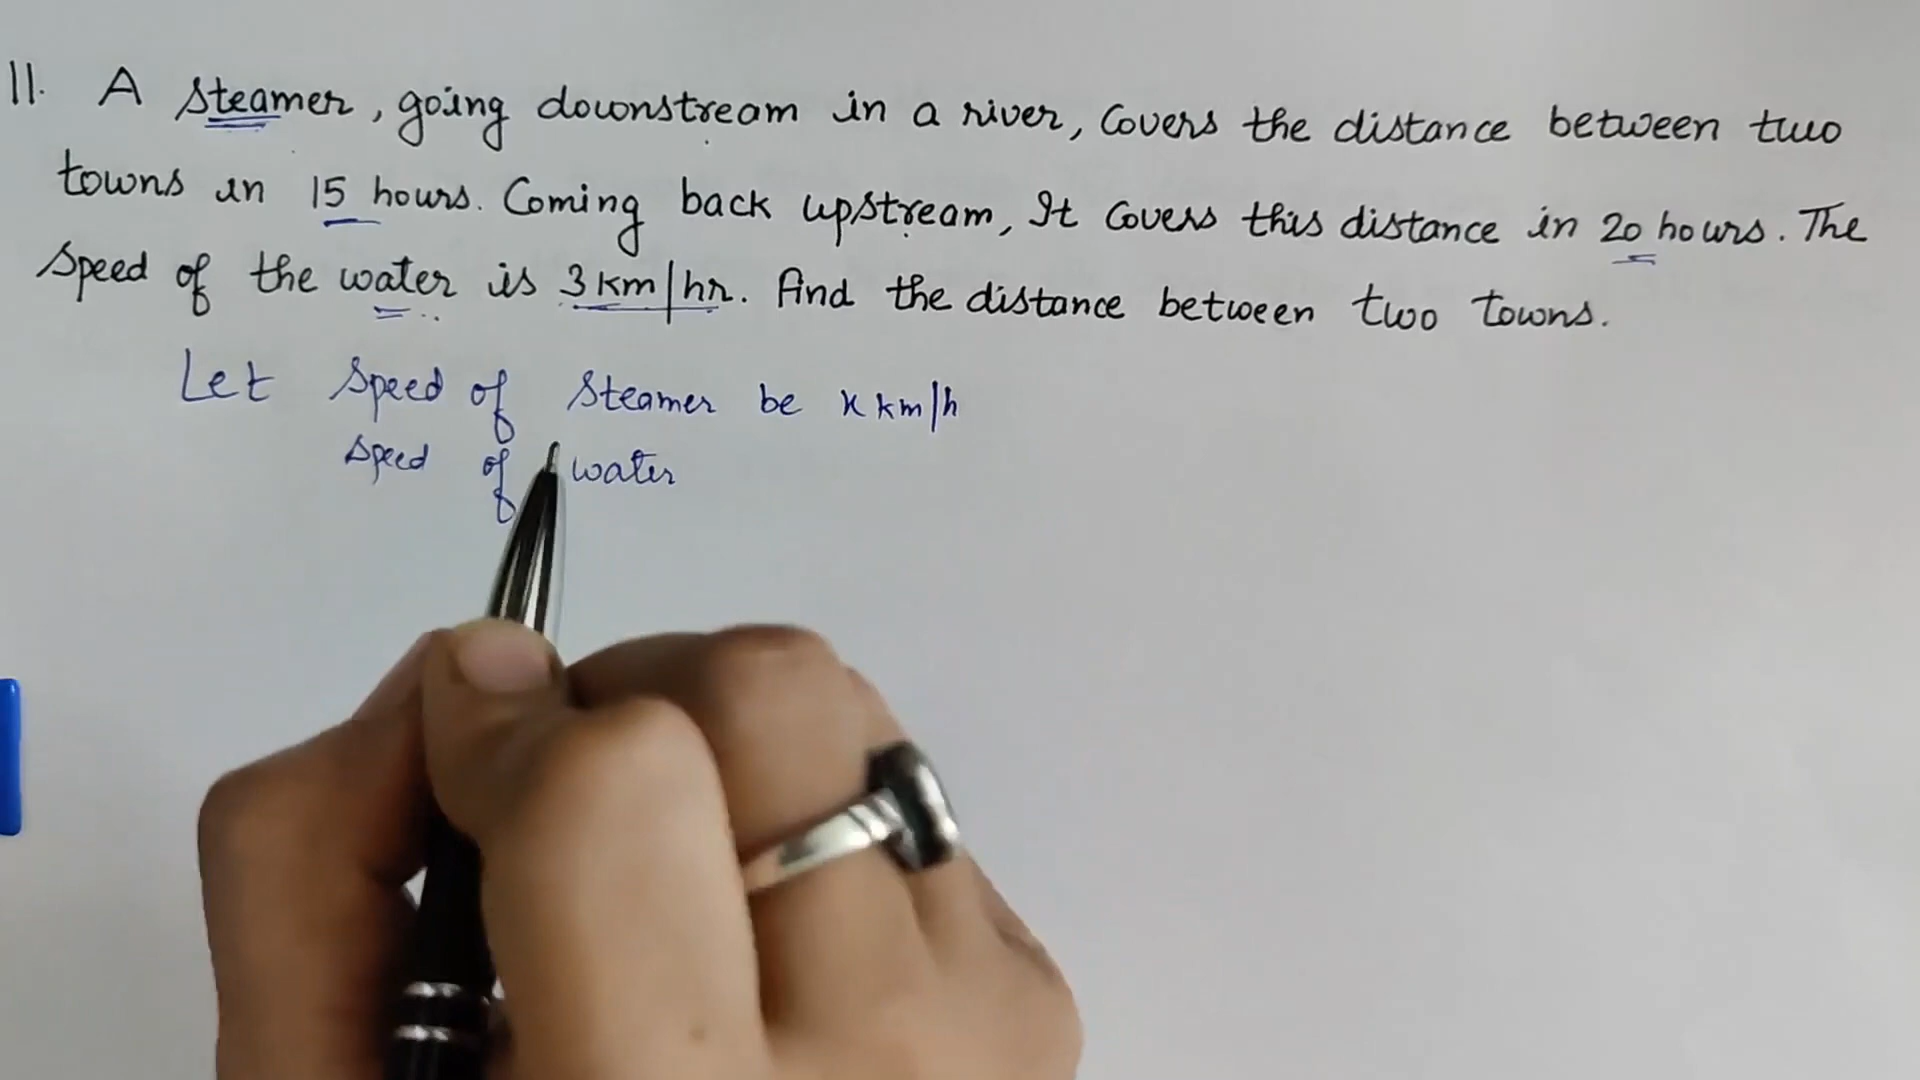 11. A steamer, going downstream in a river, Covers the distance between two
towns in 15 hours. Coming back upstream, It Covers this distance in 20 hours. The
Speed of the water is 3 km/hr. Find the distance between two towns.
Let Speed of Steamer be x km/h
Speed of water